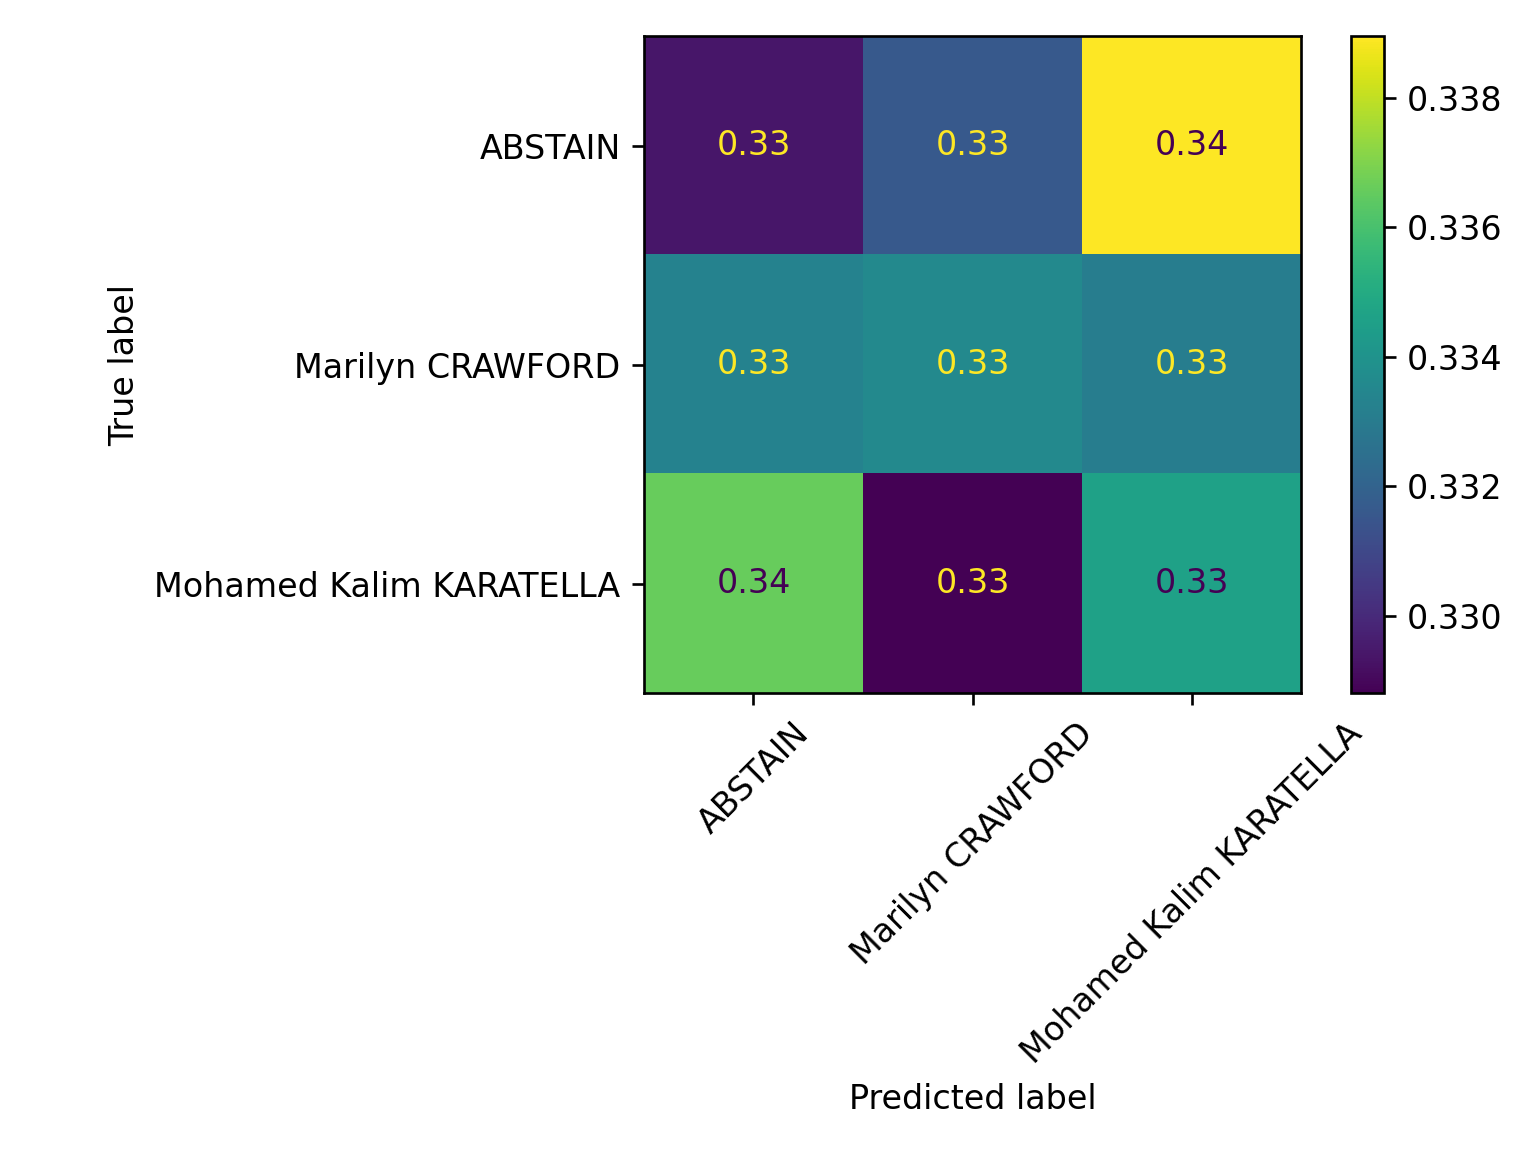 True label
ABSTAIN
Marilyn CRAWFORD
Mohamed Kalim KARATELLA
0.33 0.33 0.34
0.33 0.33 0.33
0.34 0.33 0.33
0.338
0.336
0.334
0.332
0.330
ABSTAIN
Marilyn CRAWFORD
Mohamed Kalim KARATELLA
Predicted label